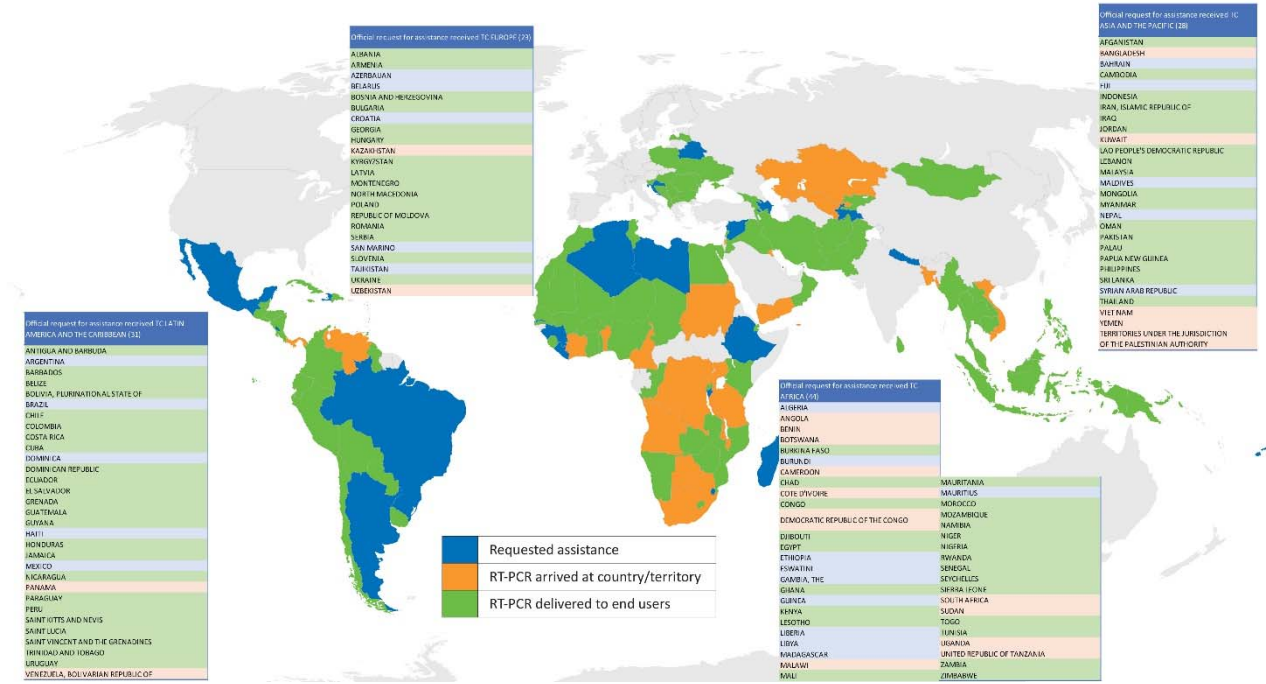 Official request for assistance received TC EUROPE (23)
ALBANIA
ARMENIA
AZERBAIJAN
BELARUS
BOSNIA AND HERZEGOVINA
BULGARIA
CROATIA
GEORGIA
HUNGARY
KAZAKHSTAN
KYRGYZSTAN
LATVIA
MONTENEGRO
NORTH MACEDONIA
POLAND
REPUBLIC OF MOLDOVA
ROMANIA
SERBIA
SAN MARINO
SLOVENIA
TAJIKISTAN
UKRAINE
UZBEKISTAN
Official request for assistance received TC
ASIA AND THE PACIFIC (28)
AFGANISTAN
BANGLADESH
BAHRAIN
CAMBODIA
FIJI
INDONESIA
IRAN, ISLAMIC REPUBLIC OF
IRAQ
JORDAN
KUWAIT
LAO PEOPLE'S DEMOCRATIC REPUBLIC
LEBANON
MALAYSIA
MALDIVES
MONGOLIA
MYANMAR
NEPAL
OMAN
PAKISTAN
PALAU
PAPUA NEW GUINEA
PHILIPPINES
SRI LANKA
SYRIAN ARAB REPUBLIC
THAILAND
VIET NAM
YEMEN
TERRITORIES UNDER THE JURISDICTION
OF THE PALESTINIAN AUTHORITY
Official request for assistance received TC LATIN
AMERICA AND THE CARIBBEAN (31)
ANTIGUA AND BARBUDA
ARGENTINA
BARBADOS
BELIZE
BOLIVIA, PLURINATIONAL STATE OF
BRAZIL
CHILE
COLOMBIA
COSTA RICA
CUBA
DOMINICA
DOMINICAN REPUBLIC
ECUADOR
EL SALVADOR
GRENADA
GUATEMALA
GUYANA
HAITI
HONDURAS
JAMAICA
MEXICO
NICARAGUA
PANAMA
PARAGUAY
PERU
SAINT KITTS AND NEVIS
SAINT LUCIA
SAINT VINCENT AND THE GRENADINES
TRINIDAD AND TOBAGO
URUGUAY
VENEZUELA, BOLIVARIAN REPUBLIC OF
Requested assistance
RT-PCR arrived at country/territory
RT-PCR delivered to end users
Official request for assistance received TC
AFRICA (44)
ALGERIA
ANGOLA
BENIN
BOTSWANA
BURKINA FASO
BURUNDI
CAMEROON
CHAD
COTE D'IVOIRE
CONGO
DEMOCRATIC REPUBLIC OF THE CONGO
DJIBOUTI
EGYPT
ETHIOPIA
ESWATINI
GAMBIA, THE
GHANA
GUINEA
KENYA
LESOTHO
LIBERIA
LIBYA
MADAGASCAR
MALAWI
MALI
MAURITANIA
MAURITIUS
MOROCCO
MOZAMBIQUE
NAMIBIA
NIGER
NIGERIA
RWANDA
SENEGAL
SEYCHELLES
SIERRA LEONE
SOUTH AFRICA
SUDAN
TOGO
TUNISIA
UGANDA
UNITED REPUBLIC OF TANZANIA
ZAMBIA
ZIMBABWE